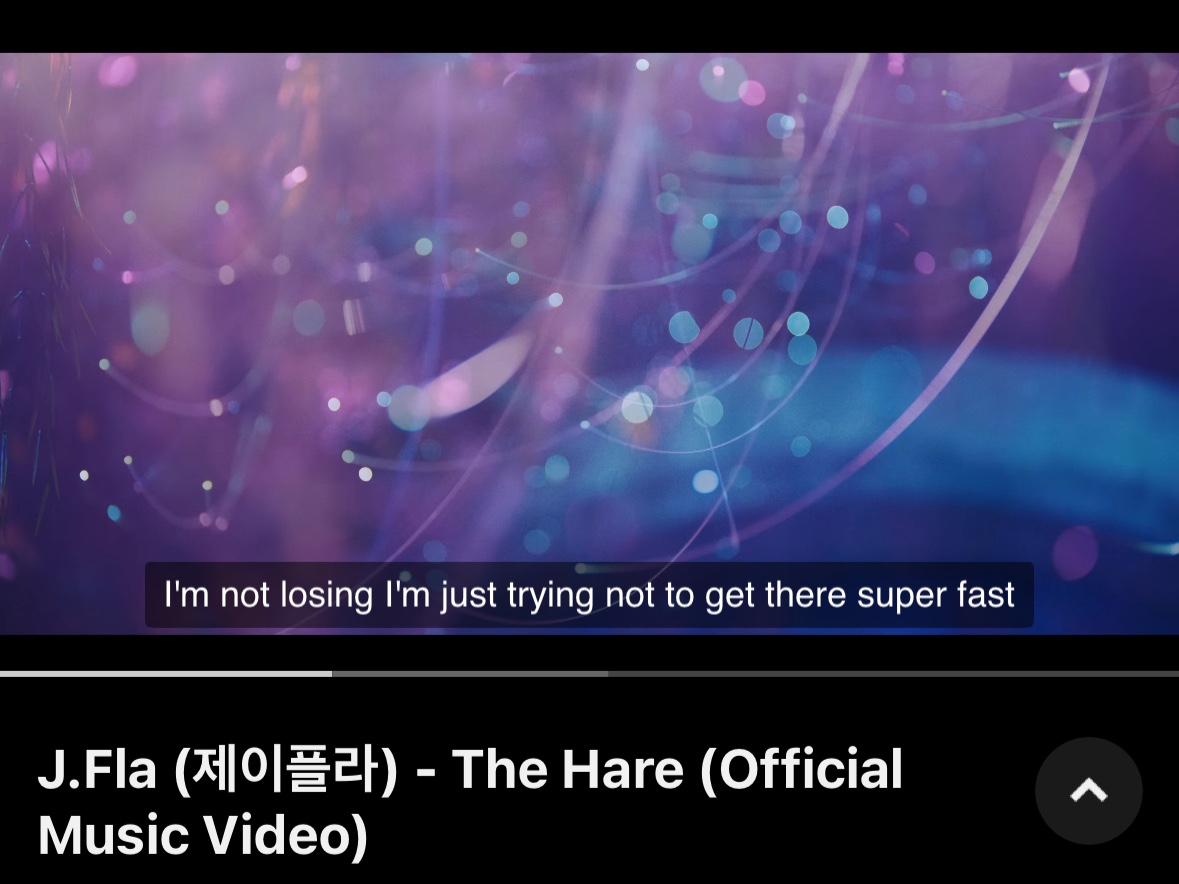 I'm not losing I'm just trying not to get there super fast
J.Fla (제이플라) - The Hare (Official
Music Video)